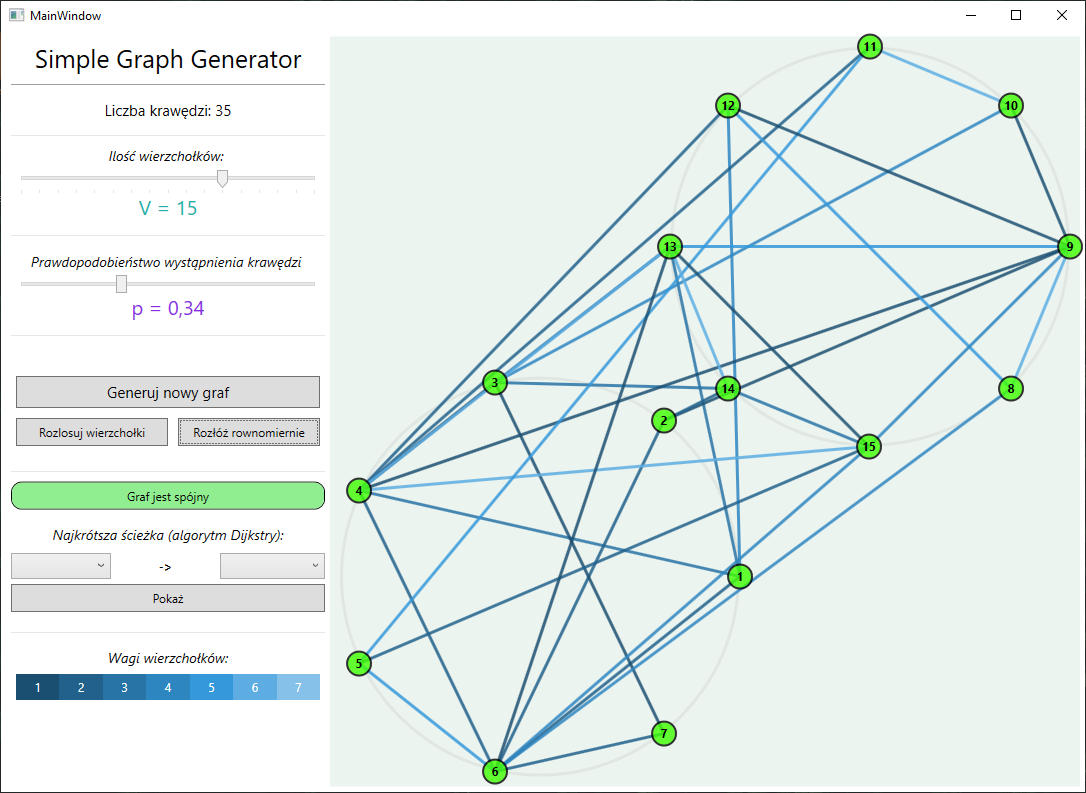 MainWindow
Simple Graph Generator
Liczba krawędzi: 35
Ilość wierzchołków:
V = 15
Prawdopodobieństwo wystąpnienia krawędzi
p = 0,34
Generuj nowy graf
Rozlosuj wierzchołki
Rozłóż rownomiernie
Graf jest spójny
Najkrótsza ścieżka (algorytm Dijkstry):
->
Pokaż
Wagi wierzchołków:
1 2 3 4 5 6 7
11
12
10
13
9
3
14
8
2
15
4
1
5
7
6